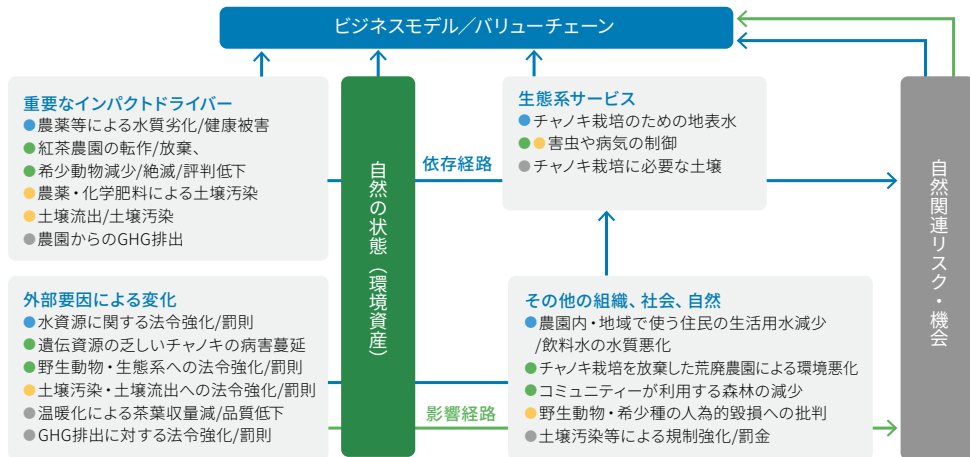 ビジネスモデル／バリューチェーン
重要なインパクトドライバー
●農薬等による水質劣化/健康被害
●紅茶農園の転作/放棄、
●希少動物減少/絶滅/評判低下
●農薬・化学肥料による土壌汚染
●土壌流出/土壌汚染
●農園からのGHG排出
外部要因による変化
●水資源に関する法令強化/罰則
●遺伝資源の乏しいチャノキの病害蔓延
●野生動物・生態系への法令強化/罰則
●土壌汚染・土壌流出への法令強化/罰則
●温暖化による茶葉収量減/品質低下
●GHG排出に対する法令強化/罰則
自然の状態（環境資産）
依存経路
影響経路
生態系サービス
●チャノキ栽培のための地表水
●●害虫や病気の制御
●チャノキ栽培に必要な土壌
その他の組織、社会、自然
●農園内・地域で使う住民の生活用水減少
/飲料水の水質悪化
●チャノキ栽培を放棄した荒廃農園による環境悪化
●コミュニティーが利用する森林の減少
●野生動物・希少種の人為的毀損への批判
●土壌汚染等による規制強化/罰金
自然関連リスク・機会